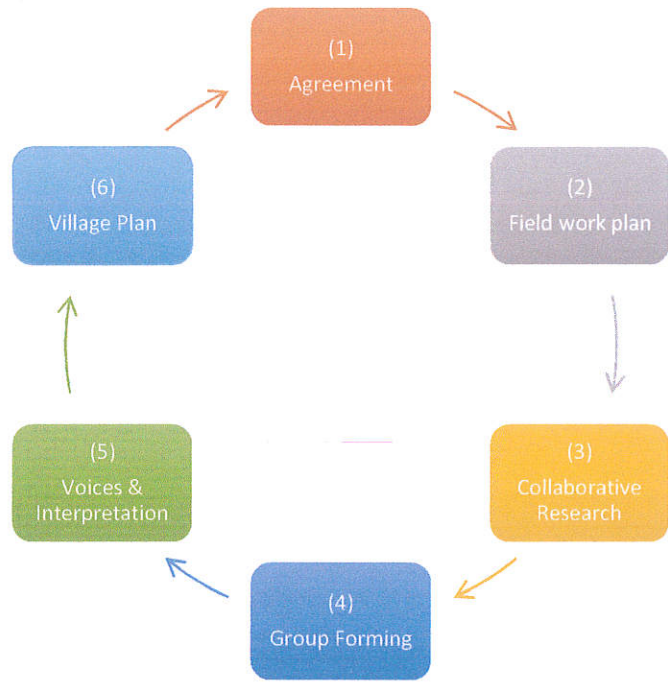 (1)
Agreement
(2)
Field work plan
(3)
Collaborative
Research
(4)
Group Forming
(5)
Voices &
Interpretation
(6)
Village Plan